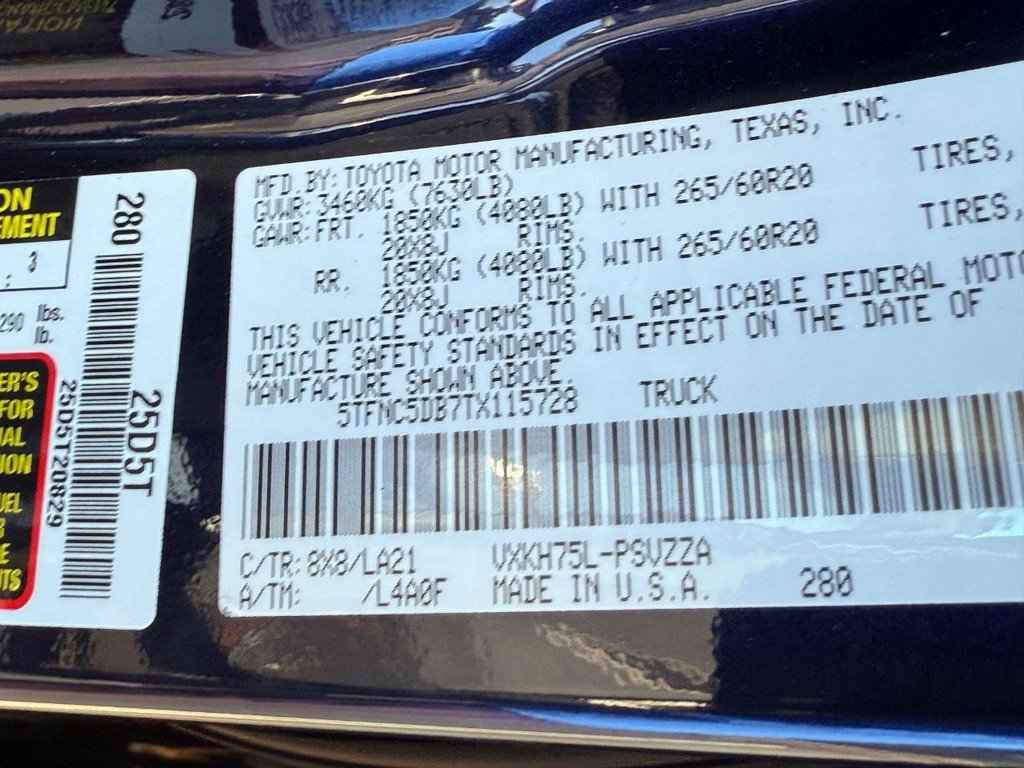 MFD. BY: TOYOTA MOTOR MANUFACTURING, TEXAS, INC.
GVWR: 3460KG (7630LB)
GAWR: FRT. 1850KG (4080LB) WITH 265/60R20 TIRES,
20X8J RIMS.
RR. 1850KG (4080LB) WITH 265/60R20 TIRES,
20X8J RIMS.
THIS VEHICLE CONFORMS TO ALL APPLICABLE FEDERAL MOTO
VEHICLE SAFETY STANDARDS IN EFFECT ON THE DATE OF
MANUFACTURE SHOWN ABOVE.
5TFNC5DB7TX115728 TRUCK
C/TR: 8X8/LA21 VXKH75L-PSVZZA
A/TM: /L4A0F MADE IN U.S.A. 280
280
25D5T
25D5T20829
ON
EMENT
: 3
290 lbs.
lb.
ER'S
FOR
NAL
ION
UEL
E
TS